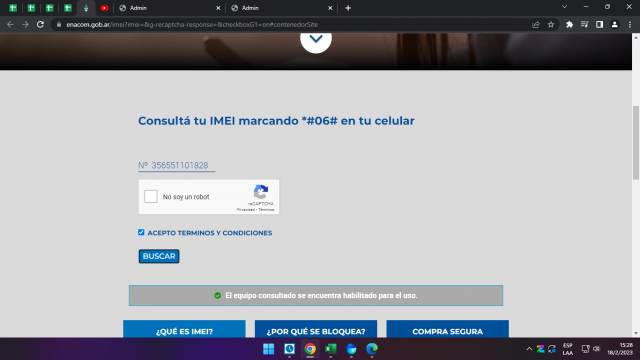 Admin
Admin
enacom.gob.ar/imei?imei=&g-recaptcha-response=&checkboxG1=on#contenedorSite
Consultá tu IMEI marcando *#06# en tu celular
Nº 356551101828
No soy un robot
reCAPTCHA
Privacidad - Términos
ACEPTO TERMINOS Y CONDICIONES
BUSCAR
El equipo consultado se encuentra habilitado para el uso.
¿QUÉ ES IMEI?
¿POR QUÉ SE BLOQUEA?
COMPRA SEGURA
ESP
LAA
15:28
18/2/2023